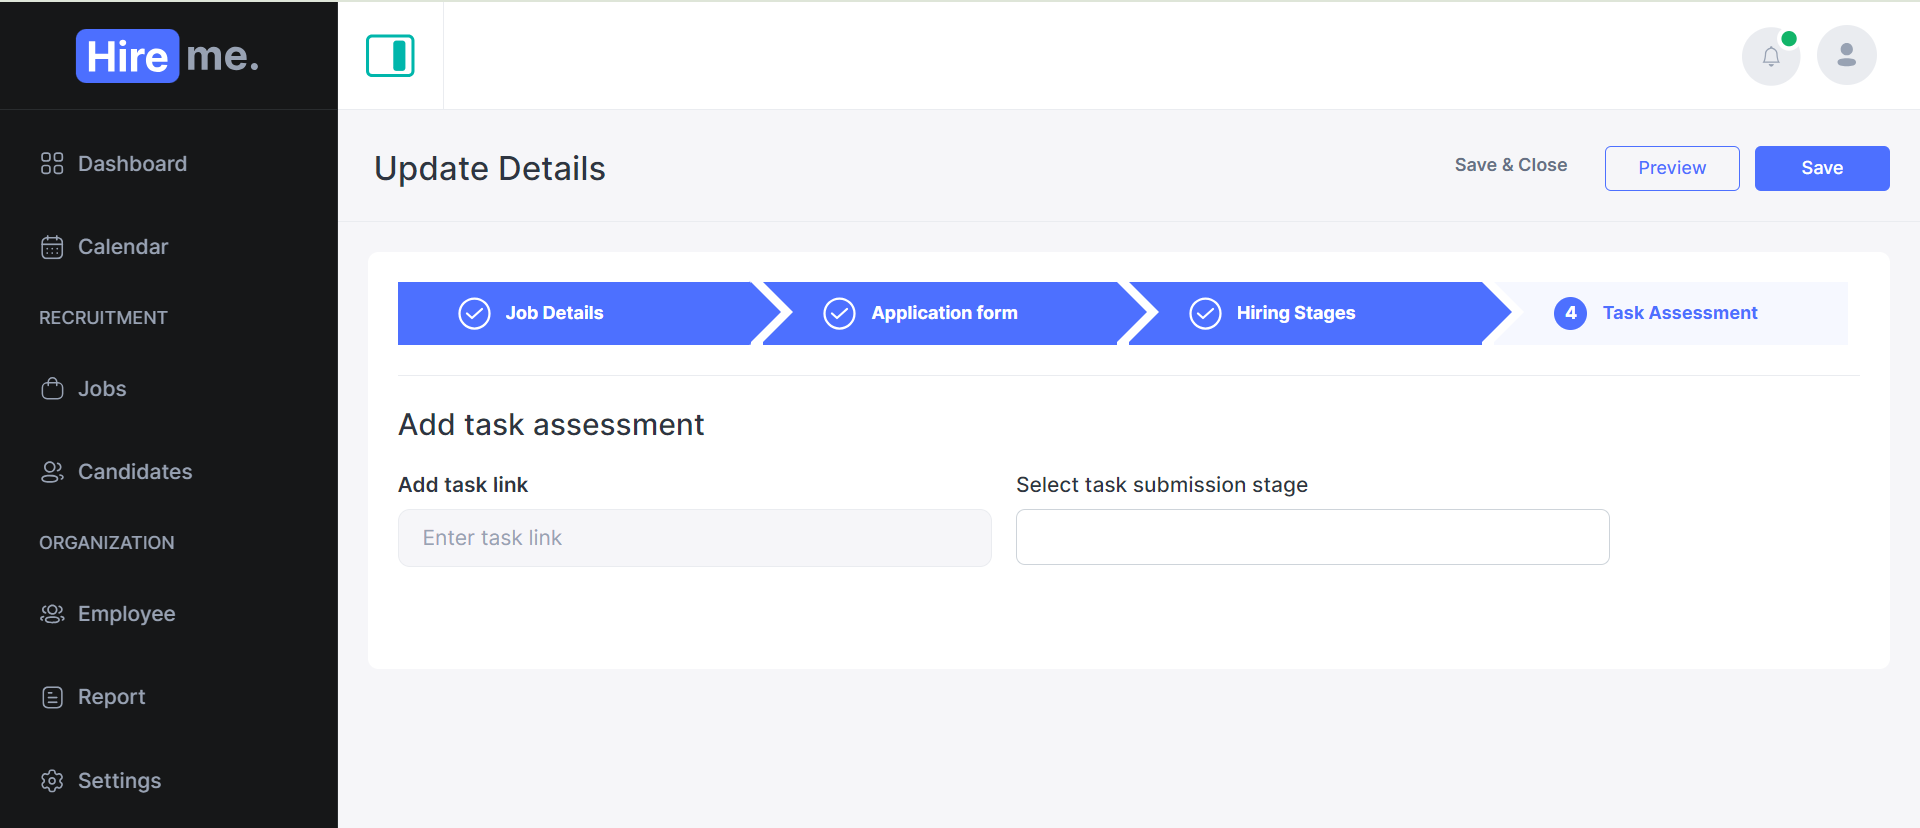 Hire me.
Dashboard
Calendar
RECRUITMENT
Jobs
Candidates
ORGANIZATION
Employee
Report
Settings
Update Details
Save & Close
Preview
Save
Job Details
Application form
Hiring Stages
4 Task Assessment
Add task assessment
Add task link
Select task submission stage
Enter task link